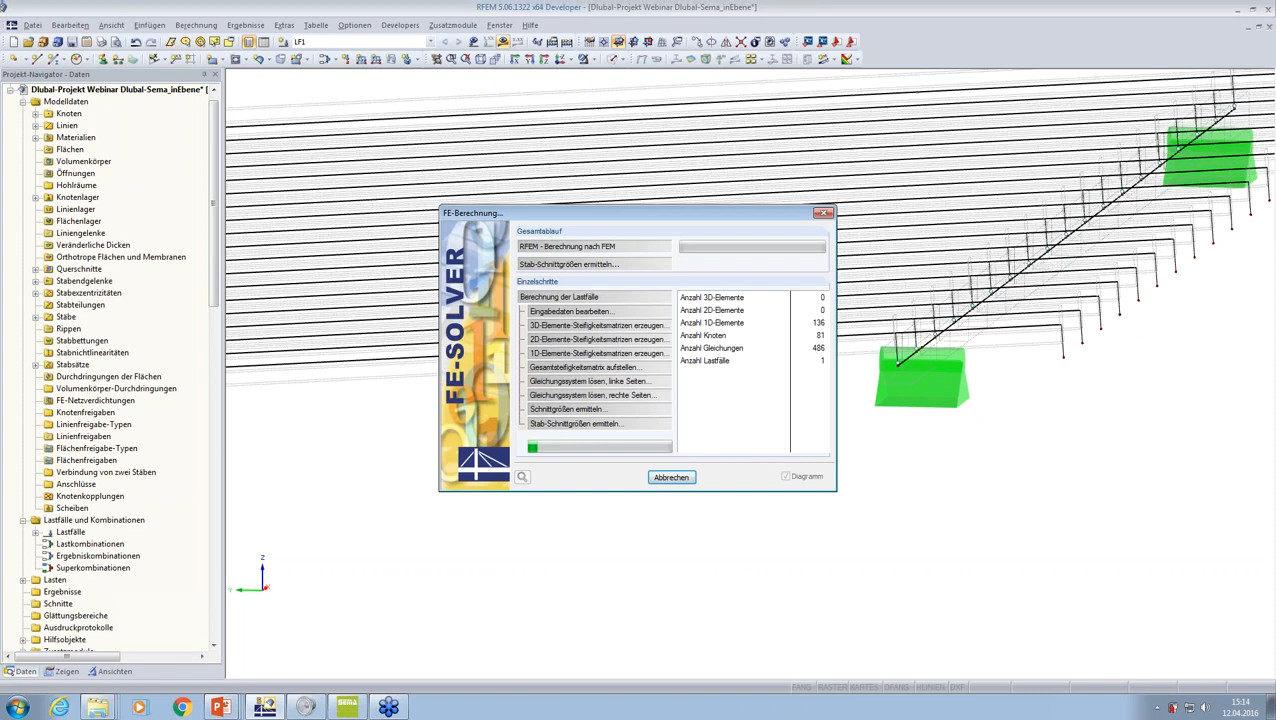 RFEM 5.06.1322 x64 Developer - [Dlubal-Projekt Webinar Dlubal-Sema_inEbene*]
Datei Bearbeiten Ansicht Einfügen Berechnung Ergebnisse Extras Tabelle Optionen Developers Zusatzmodule Fenster Hilfe
LF1
Projekt-Navigator - Daten
Dlubal-Projekt Webinar Dlubal-Sema_inEbene* [
Modelldaten
Knoten
Linien
Materialien
Flächen
Volumenkörper
Öffnungen
Hohlräume
Knotenlager
Linienlager
Flächenlager
Liniengelenke
Veränderliche Dicken
Orthotrope Flächen und Membranen
Querschnitte
Stabendgelenke
Stabexzentrizitäten
Stabteilungen
Stäbe
Rippen
Stabbettungen
Stabnichtlinearitäten
Stabsätze
Durchdringungen der Flächen
Volumenkörper-Durchdringungen
FE-Netzverdichtungen
Knotenfreigaben
Linienfreigabe-Typen
Linienfreigaben
Flächenfreigabe-Typen
Flächenfreigaben
Verbindung von zwei Stäben
Anschlüsse
Knotenkopplungen
Scheiben
Lastfälle und Kombinationen
Lastfälle
Lastkombinationen
Ergebniskombinationen
Superkombinationen
Lasten
Ergebnisse
Schnitte
Glättungsbereiche
Ausdruckprotokolle
Hilfsobjekte
Daten Zeigen Ansichten
FE-Berechnung...
FE-SOLVER
Gesamtablauf
RFEM - Berechnung nach FEM
Stab-Schnittgrößen ermitteln...
Einzelschritte
Berechnung der Lastfälle
Eingabedaten bearbeiten...
3D-Elemente-Steifigkeitsmatrizen erzeugen...
2D-Elemente-Steifigkeitsmatrizen erzeugen...
1D-Elemente-Steifigkeitsmatrizen erzeugen...
Gesamtsteifigkeitsmatrix aufstellen...
Gleichungssystem lösen, linke Seiten...
Gleichungssystem lösen, rechte Seiten...
Schnittgrößen ermitteln...
Stab-Schnittgrößen ermitteln...
Anzahl 3D-Elemente 0
Anzahl 2D-Elemente 0
Anzahl 1D-Elemente 136
Anzahl Knoten 81
Anzahl Gleichungen 486
Anzahl Lastfälle 1
Abbrechen
Diagramm
Z
Y
FANG RASTER KARTES OFANG HLINIEN DXF
SEMA
15:14
12.04.2016